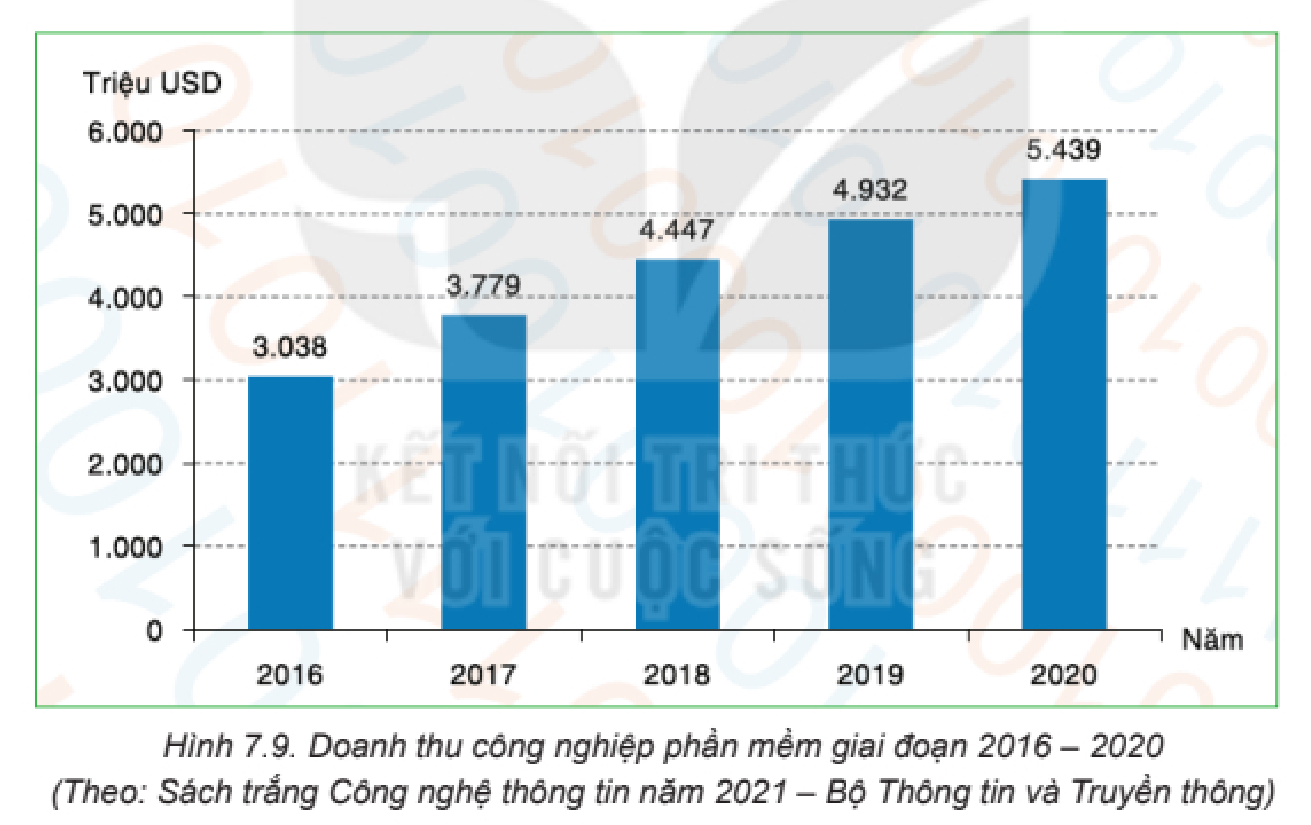 Triệu USD
6.000
5.000
4.000
3.000
2.000
1.000
0
3.038
3.779
4.447
4.932
5.439
2016 2017 2018 2019 2020
Năm
KẾT NỐI TRI THỨC
VỚI CUỘC SỐNG
Hình 7.9. Doanh thu công nghiệp phần mềm giai đoạn 2016 – 2020
(Theo: Sách trắng Công nghệ thông tin năm 2021 – Bộ Thông tin và Truyền thông)